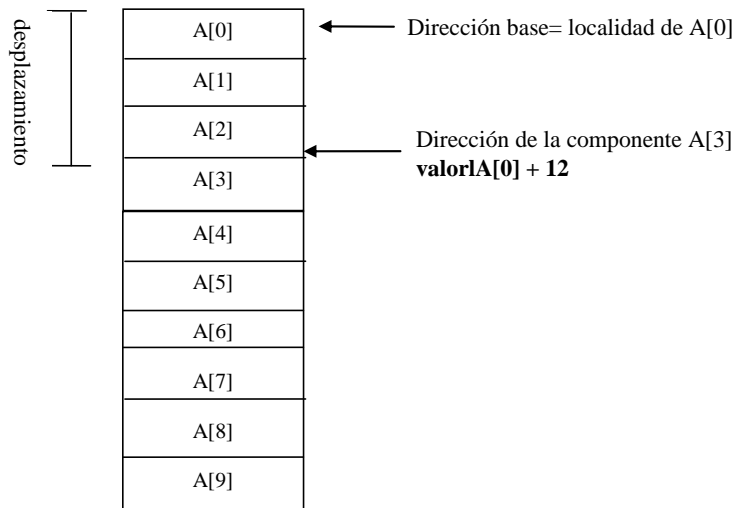 desplazamiento
A[0]
Dirección base= localidad de A[0]
A[1]
A[2]
Dirección de la componente A[3]
valorlA[0] + 12
A[3]
A[4]
A[5]
A[6]
A[7]
A[8]
A[9]